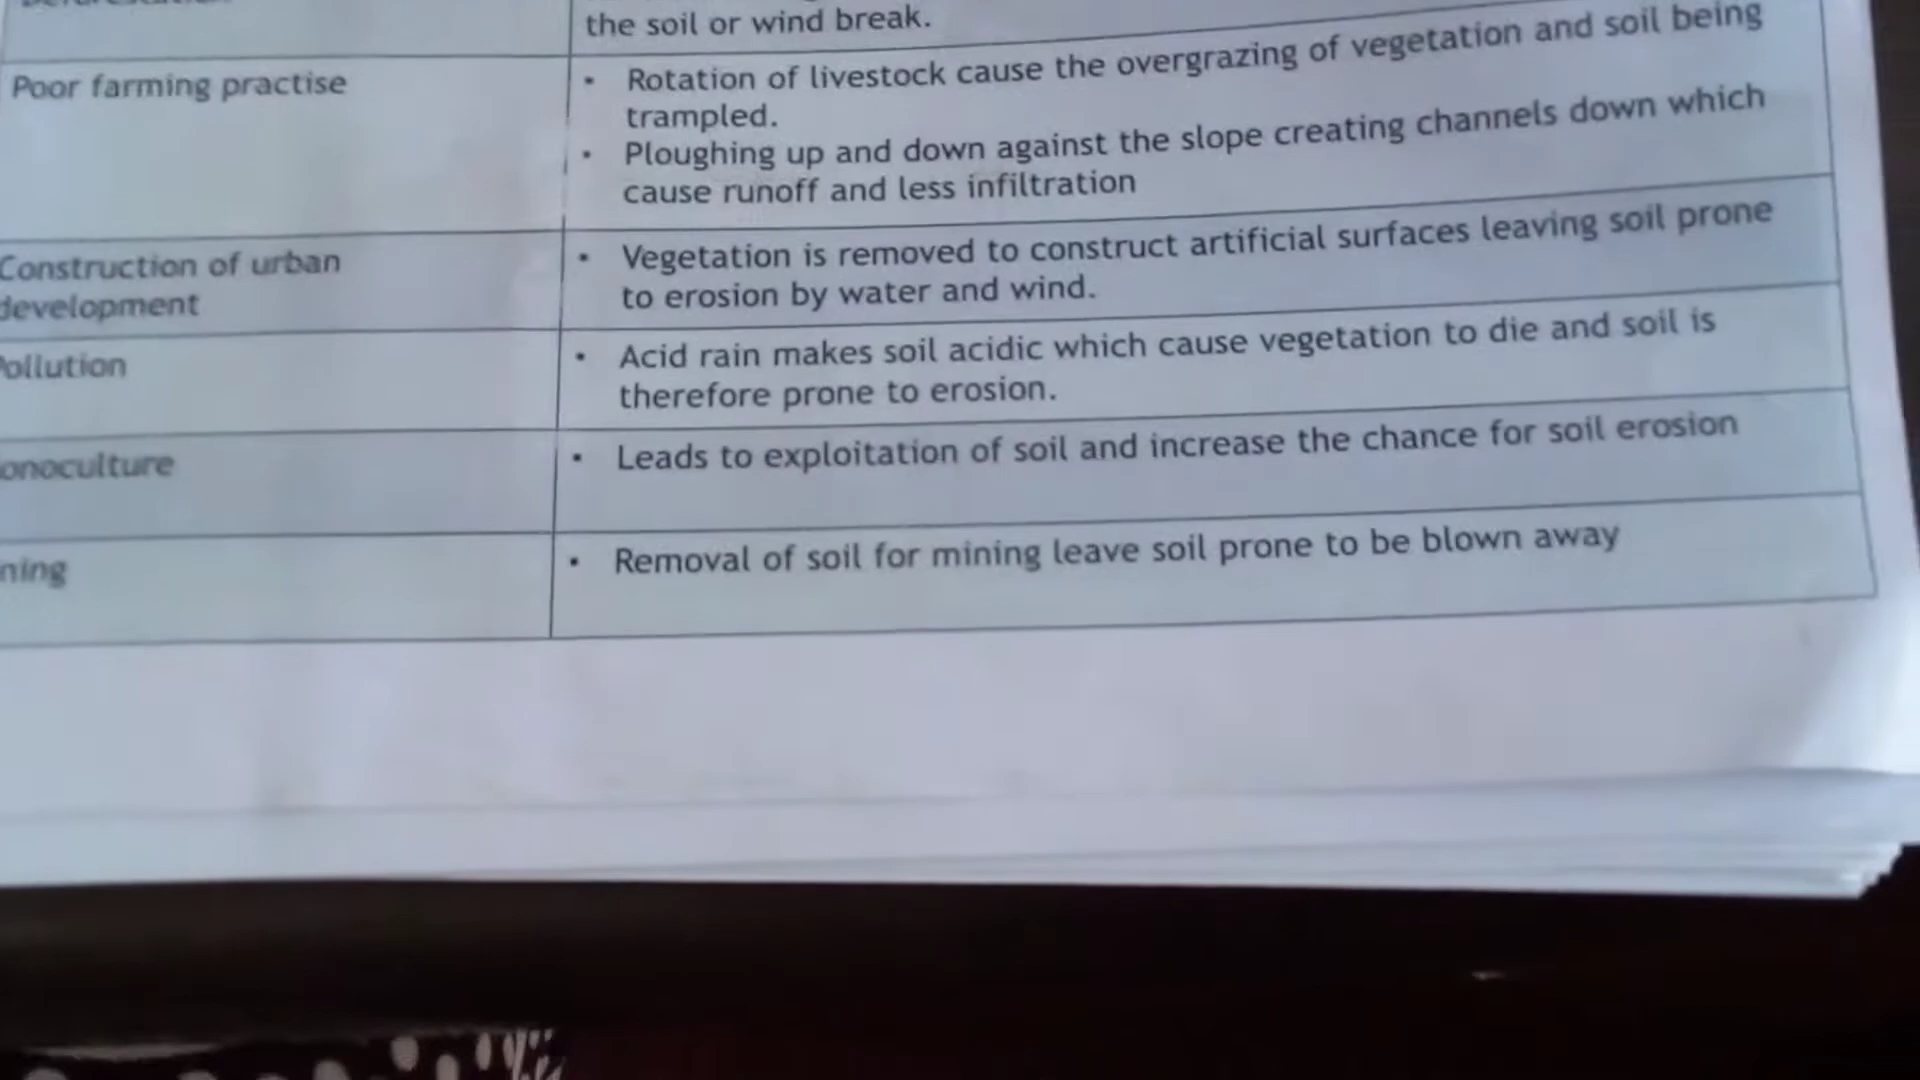 the soil or wind break.
Poor farming practise
• Rotation of livestock cause the overgrazing of vegetation and soil being
trampled.
• Ploughing up and down against the slope creating channels down which
cause runoff and less infiltration
Construction of urban
development
• Vegetation is removed to construct artificial surfaces leaving soil prone
to erosion by water and wind.
Pollution
• Acid rain makes soil acidic which cause vegetation to die and soil is
therefore prone to erosion.
onoculture
• Leads to exploitation of soil and increase the chance for soil erosion
ning
• Removal of soil for mining leave soil prone to be blown away